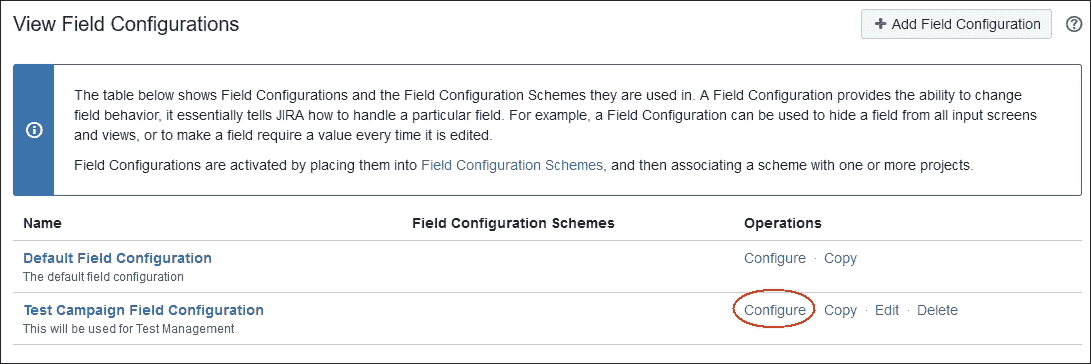 View Field Configurations
+ Add Field Configuration
The table below shows Field Configurations and the Field Configuration Schemes they are used in. A Field Configuration provides the ability to change
field behavior, it essentially tells JIRA how to handle a particular field. For example, a Field Configuration can be used to hide a field from all input screens
and views, or to make a field require a value every time it is edited.
Field Configurations are activated by placing them into Field Configuration Schemes, and then associating a scheme with one or more projects.
Name Field Configuration Schemes Operations
Default Field Configuration Configure · Copy
The default field configuration
Test Campaign Field Configuration Configure · Copy · Edit · Delete
This will be used for Test Management